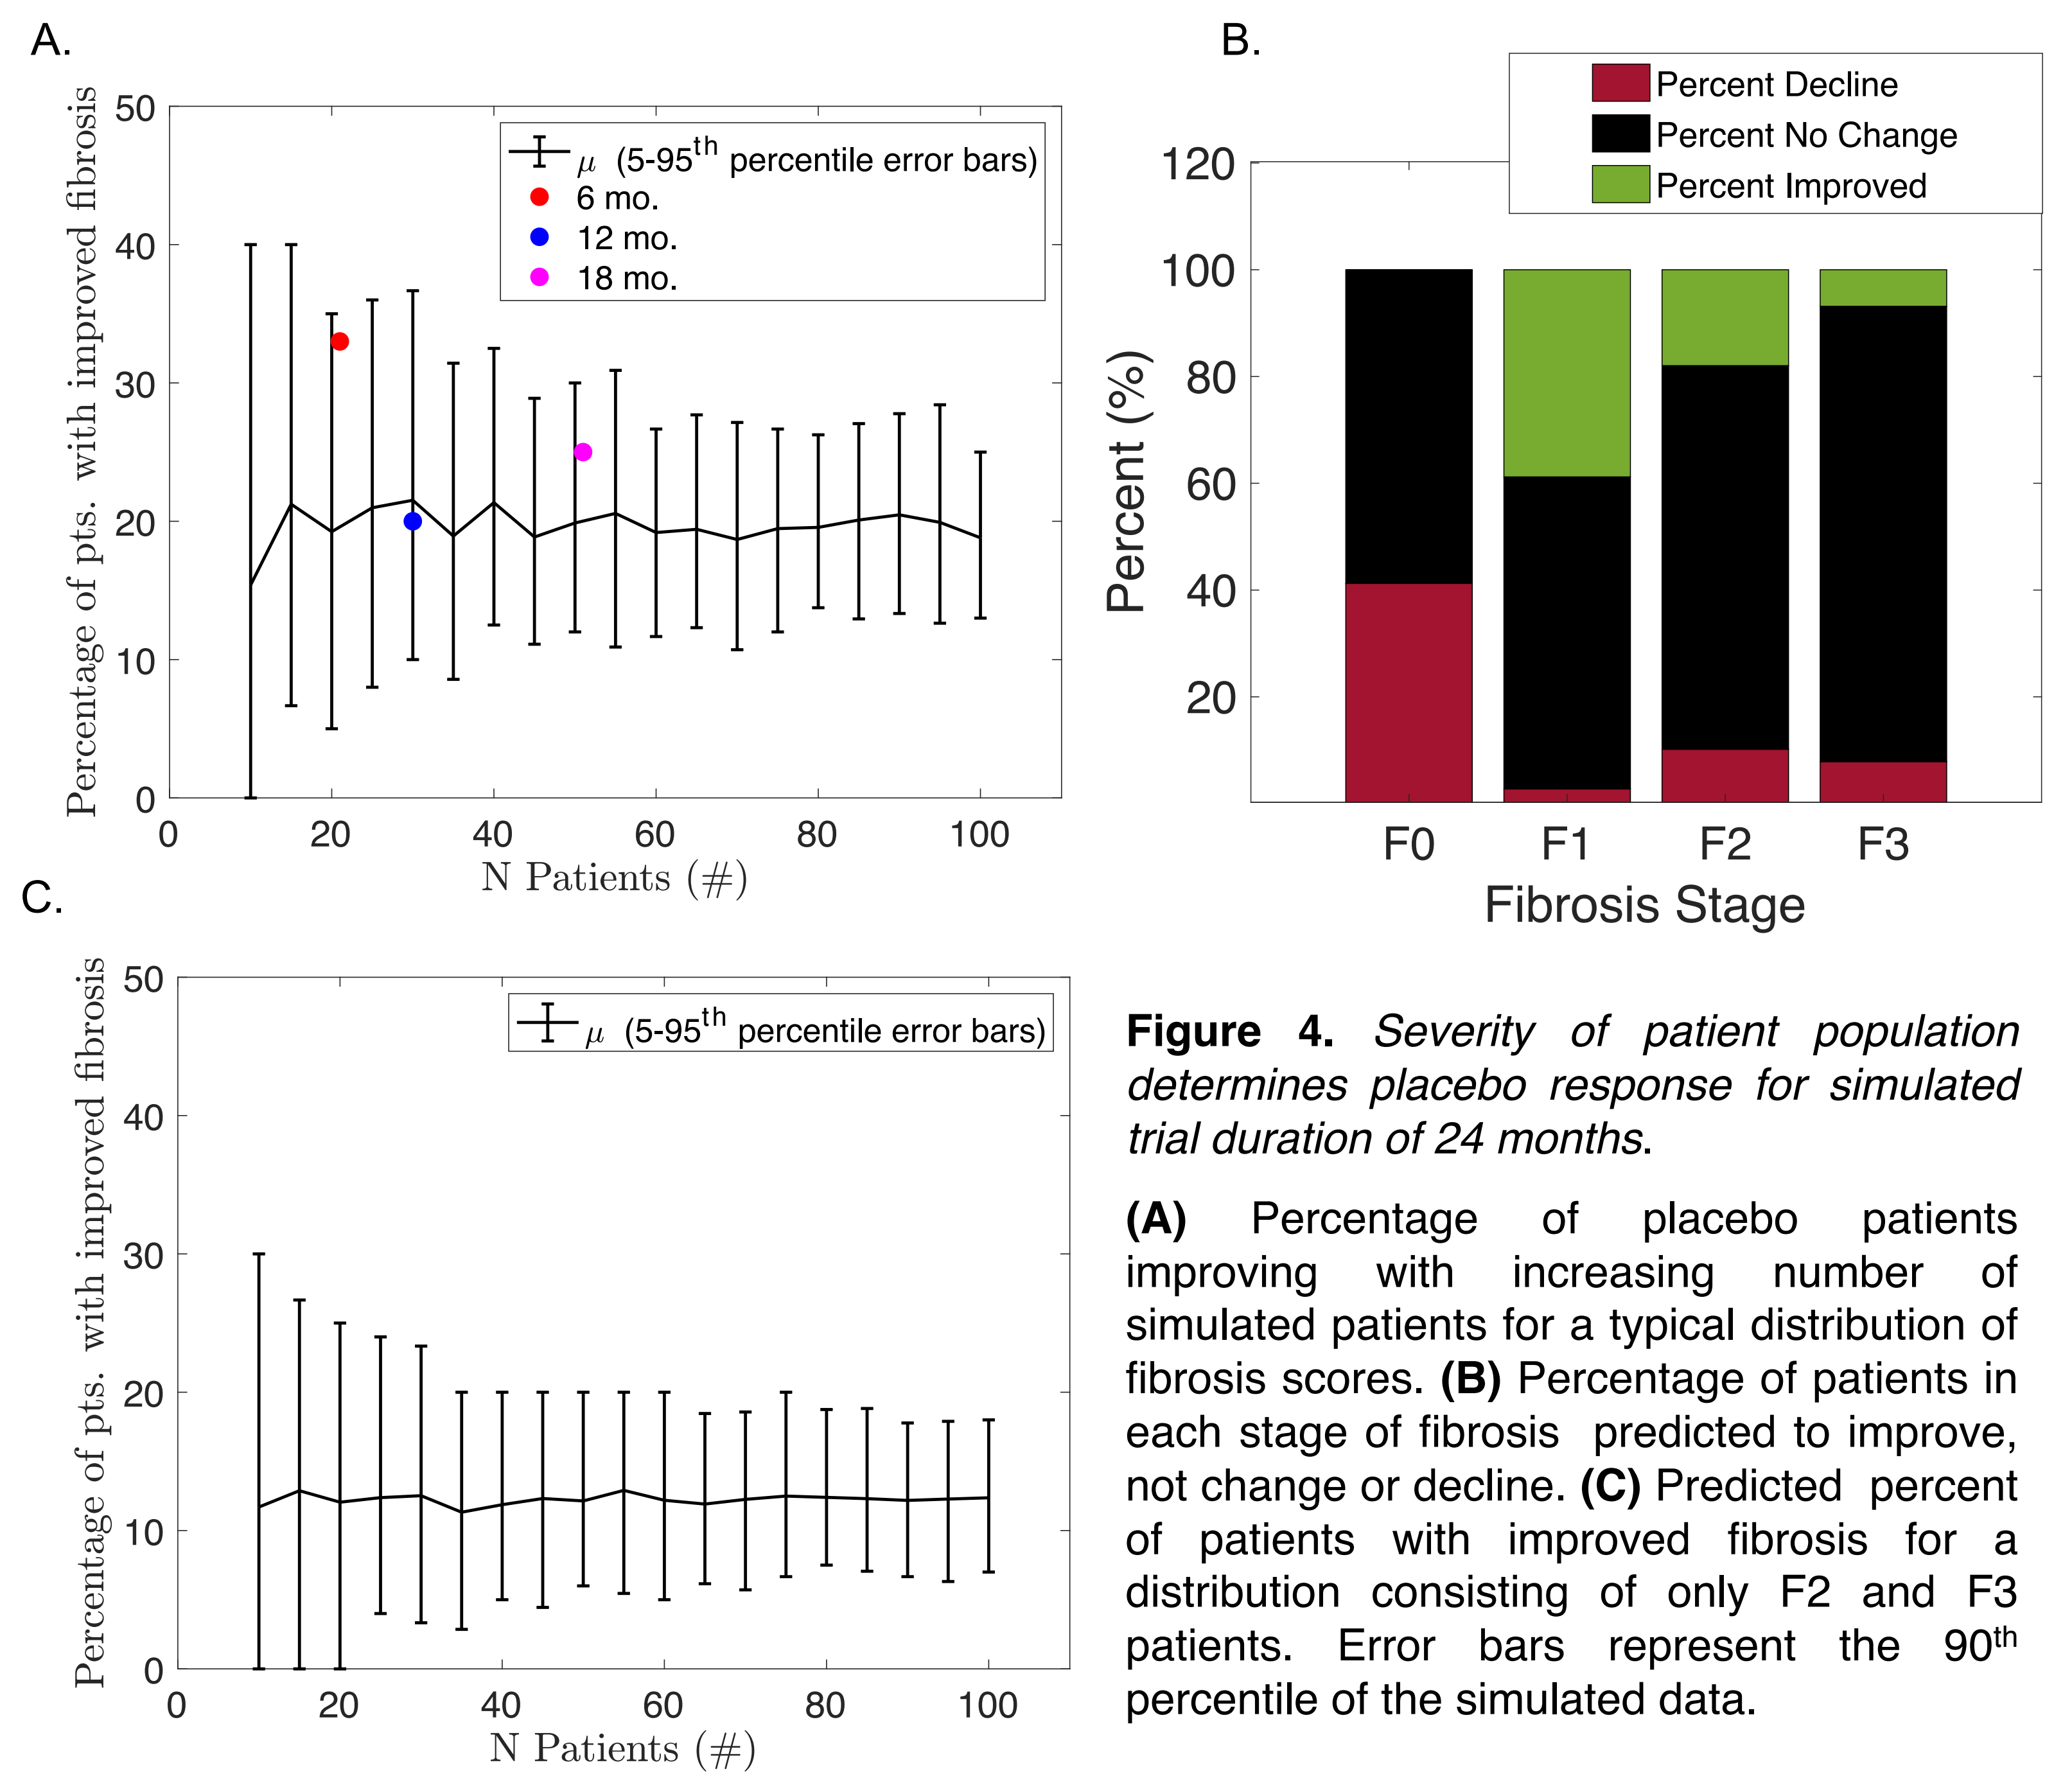 A.
Percentage of pts. with improved fibrosis
50
40
30
20
10
0
μ (5-95th percentile error bars)
6 mo.
12 mo.
18 mo.
0
20
40
60
80
100
N Patients (#)
B.
Percent Decline
Percent No Change
Percent Improved
Percent (%)
120
100
80
60
40
20
F0
F1
F2
F3
Fibrosis Stage
C.
Percentage of pts. with improved fibrosis
50
40
30
20
10
0
μ (5-95th percentile error bars)
0
20
40
60
80
100
N Patients (#)
Figure 4. Severity of patient population
determines placebo response for simulated
trial duration of 24 months.
(A) Percentage of placebo patients
improving with increasing number of
simulated patients for a typical distribution of
fibrosis scores. (B) Percentage of patients in
each stage of fibrosis predicted to improve,
not change or decline. (C) Predicted percent
of patients with improved fibrosis for a
distribution consisting of only F2 and F3
patients. Error bars represent the 90th
percentile of the simulated data.